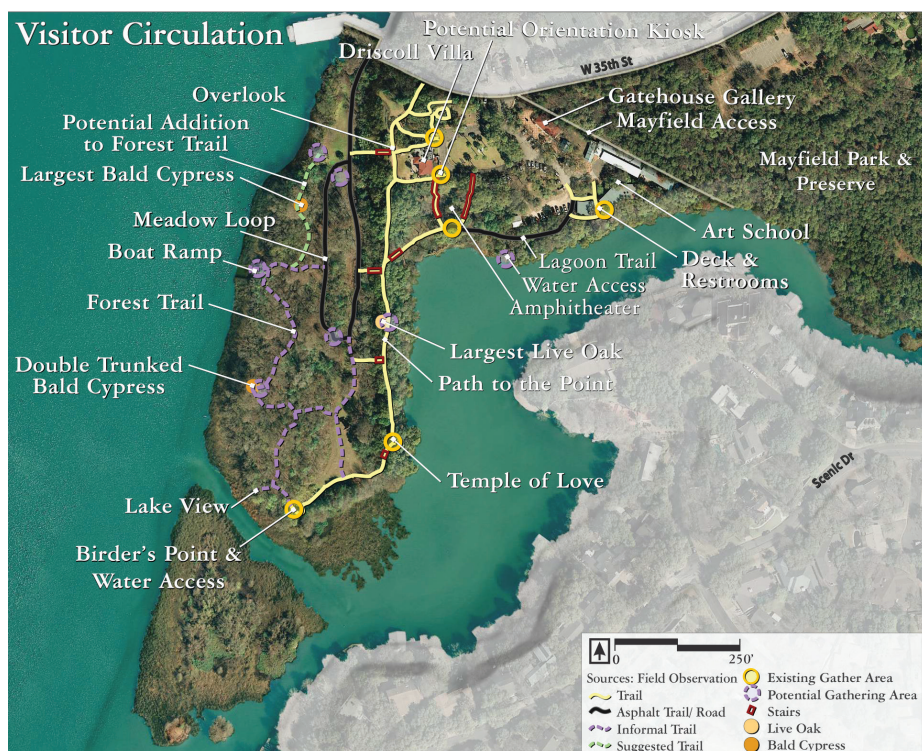 Visitor Circulation
Potential Orientation Kiosk
Driscoll Villa
W 35th St
Overlook
Gatehouse Gallery
Potential Addition
to Forest Trail
Mayfield Access
Largest Bald Cypress
Mayfield Park &
Preserve
Meadow Loop
Art School
Boat Ramp
Lagoon Trail
Deck &
Restrooms
Water Access
Amphitheater
Forest Trail
Largest Live Oak
Double Trunked
Bald Cypress
Path to the Point
Scenic Dr
Temple of Love
Lake View
Birder's Point &
Water Access
0
250'
Sources: Field Observation
Trail
Asphalt Trail/ Road
Informal Trail
Suggested Trail
Existing Gather Area
Potential Gathering Area
Stairs
Live Oak
Bald Cypress